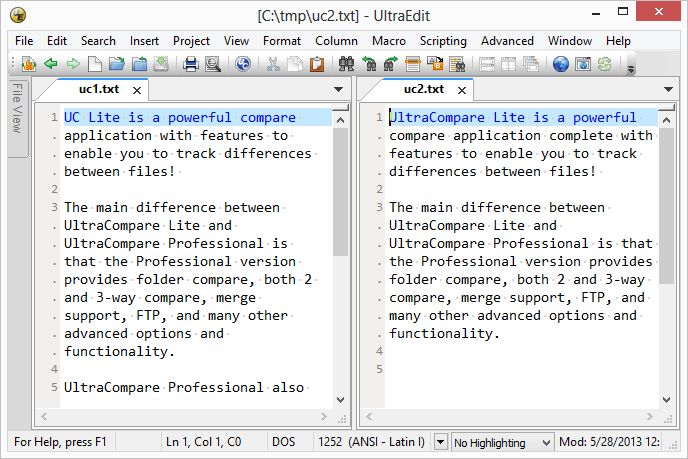 [C:\tmp\uc2.txt] - UltraEdit
File Edit Search Insert Project View Format Column Macro Scripting Advanced Window Help
File View
uc1.txt
1 UC Lite is a powerful compare
application with features to
enable you to track differences
between files!
2
3 The main difference between
UltraCompare Lite and
UltraCompare Professional is
that the Professional version
provides folder compare, both 2
and 3-way compare, merge
support, FTP, and many other
advanced options and
functionality.
4
5 UltraCompare Professional also
uc2.txt
1 UltraCompare Lite is a powerful
compare application complete with
features to enable you to track
differences between files!
2
3 The main difference between
UltraCompare Lite and
UltraCompare Professional is that
the Professional version
provides folder compare, both 2
and 3-way
compare, merge support, FTP, and
many other advanced options and
functionality.
4
5
For Help, press F1 Ln 1, Col 1, C0 DOS 1252 (ANSI - Latin I) No Highlighting Mod: 5/28/2013 12: